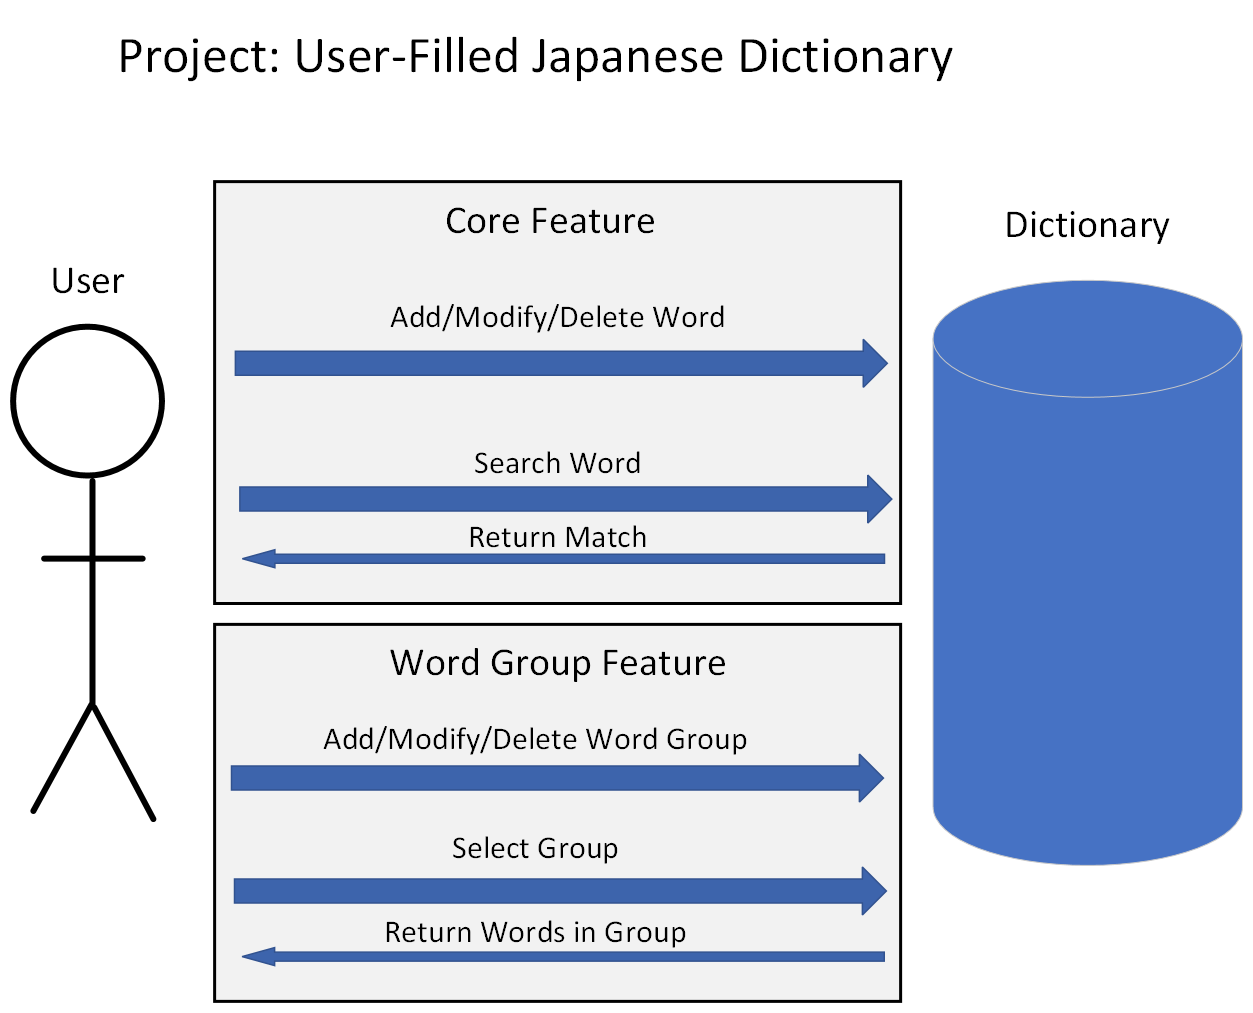 Project: User-Filled Japanese Dictionary
Core Feature
Dictionary
User
Add/Modify/Delete Word
Search Word
Return Match
Word Group Feature
Add/Modify/Delete Word Group
Select Group
Return Words in Group